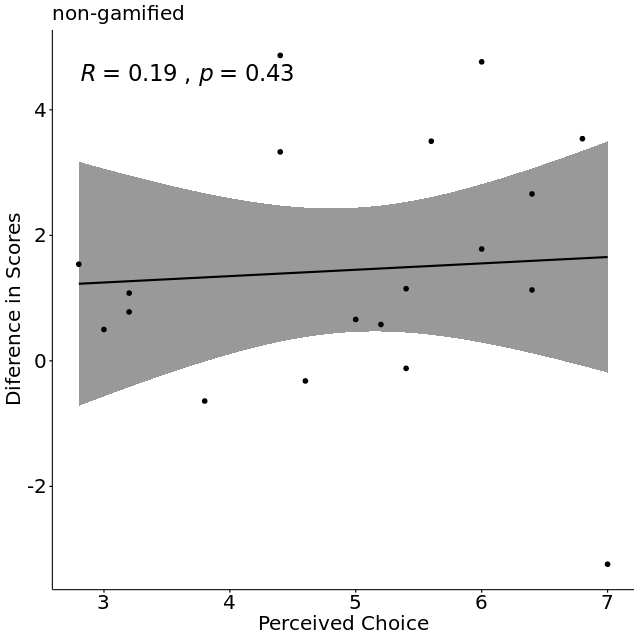 non-gamified
R = 0.19 , p = 0.43
4
2
0
-2
Diference in Scores
3 4 5 6 7
Perceived Choice